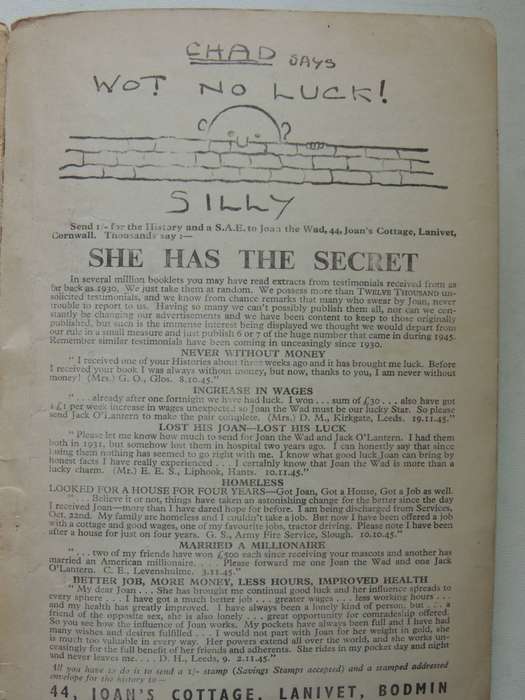 CHAD SAYS
WOT NO LUCK!
SILLY
Send 1/- for the History and a S.A.E. to Joan the Wad, 44, Joan's Cottage, Lanivet,
Cornwall. Thousands say :—
SHE HAS THE SECRET
In several million booklets you may have read extracts from testimonials received from as
far back as 1930. We just take them at random. We possess more than TWELVE THOUSAND un-
solicited testimonials, and we know from chance remarks that many who swear by Joan, never
trouble to report to us. Having so many we can't possibly publish them all, nor can we con-
stantly be changing our advertisements and we have been content to keep to those originally
published, but such is the immense interest being displayed we thought we would depart from
our rule in a small measure and just publish 6 or 7 of the huge number that came in during 1945.
Remember similar testimonials have been coming in unceasingly since 1930.
NEVER WITHOUT MONEY
" I received one of your Histories about three weeks ago and it has brought me luck. Before
I received your book I was always without money, but now, thanks to you, I am never without
money! (Mrs.) G. O., Glos. 8.10.45."
INCREASE IN WAGES
" . . . already after one fortnight we have had luck. I won . . . sum of £30 . . . also have got
a £1 per week increase in wages unexpected so Joan the Wad must be our lucky Star. So please
send Jack O'Lantern to make the pair complete. (Mrs.) D. M., Kirkgate, Leeds. 19.11.45."
LOST HIS JOAN—LOST HIS LUCK
" Please let me know how much to send for Joan the Wad and Jack O'Lantern. I had them
both in 1931, but somehow lost them in hospital two years ago. I can honestly say that since
losing them nothing has seemed to go right with me. I know what good luck Joan can bring by
honest facts I have really experienced . . . I certainly know that Joan the Wad is more than a
lucky charm. (Mr.) E. E. S., Liphook, Hants. 10.11.45."
HOMELESS
LOOKED FOR A HOUSE FOR FOUR YEARS—Got Joan, Got a House, Got a Job as well.
" . . . Believe it or not, things have taken an astonishing change for the better since the day
I received Joan—more than I have dared hope for before. I am being discharged from Services,
Oct. 22nd. My family are homeless and I couldn't take a job. But now I have been offered a job
with a cottage and good wages, one of my favourite jobs, tractor driving. Please note I have been
after a house for just on four years. G. S., Army Fire Service, Slough. 10.10.45."
MARRIED A MILLIONAIRE
" . . . two of my friends have won £500 each since receiving your mascots and another has
married an American millionaire. . . . Please forward me one Joan the Wad and one Jack
O'Lantern. C. E., Levenshulme. 3.11.45."
BETTER JOB, MORE MONEY, LESS HOURS, IMPROVED HEALTH
" My dear Joan . . . She has brought me continual good luck and her influence spreads to
every sphere . . . I have got a much better job . . . greater wages . . . less working hours . . .
and my health has greatly improved. I have always been a lonely kind of person, but . . . a
friend of the opposite sex, she is also lonely . . . great opportunity for comradeship offered.
So you see how the influence of Joan works. My pockets have always been full and I have had
many wishes and desires fulfilled . . . I would not part with Joan for her weight in gold, she
is much too valuable in every way. Her powers extend all over the world, and she works un-
ceasingly for the full benefit of her friends and adherents. She rides in my pocket day and night
and never leaves me. . . . D. H., Leeds, 9. 2.11.45."
All you have to do is to send a 1/- stamp (Savings Stamps accepted) and a stamped addressed
envelope for the history to—
44, JOAN'S COTTAGE, LANIVET, BODMIN